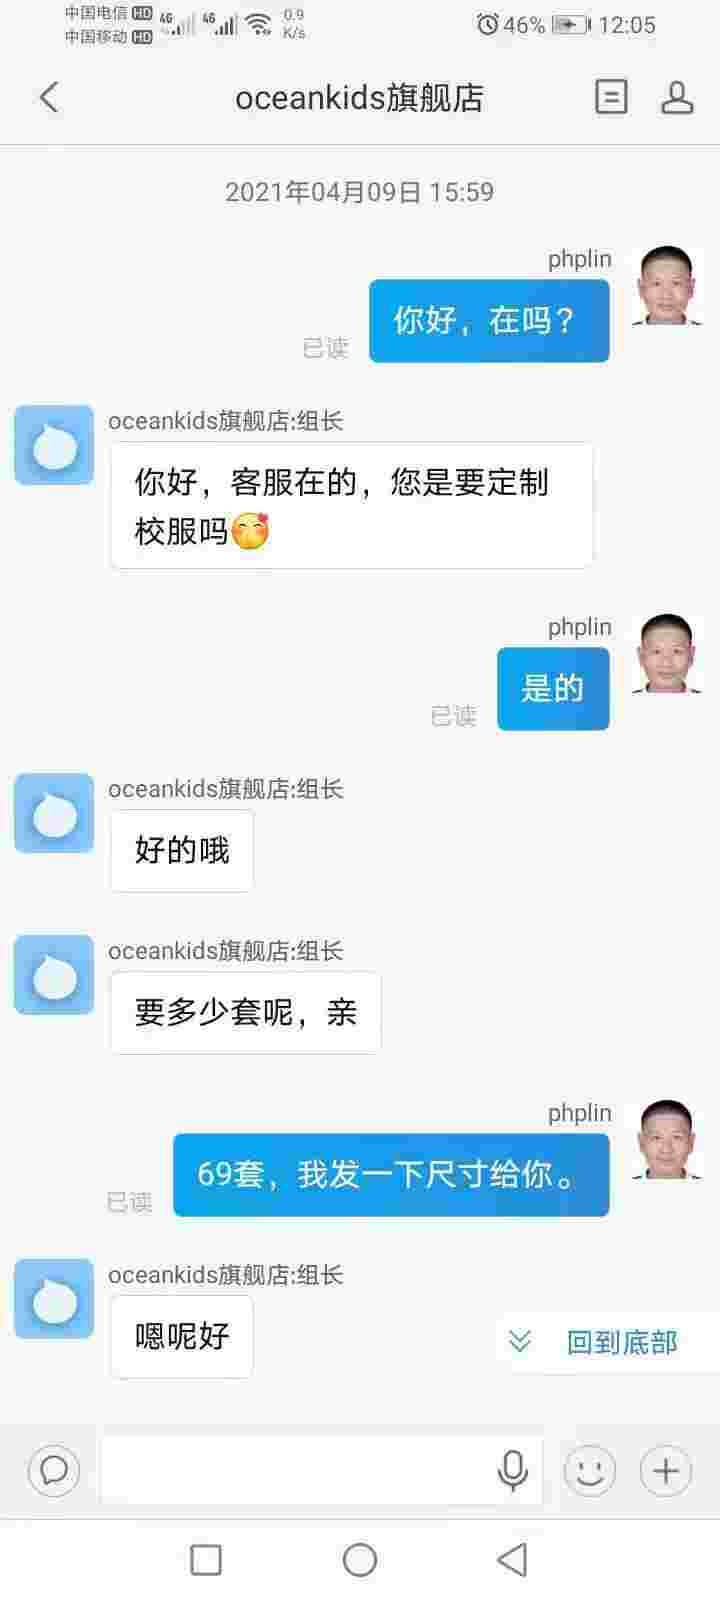 中国电信 HD 4G 4G 0.9 46% 12:05
中国移动 HD K/s
oceankids旗舰店
2021年04月09日 15:59
phplin
你好，在吗？
已读
oceankids旗舰店:组长
你好，客服在的，您是要定制
校服吗
phplin
是的
已读
oceankids旗舰店:组长
好的哦
oceankids旗舰店:组长
要多少套呢，亲
phplin
69套，我发一下尺寸给你。
已读
oceankids旗舰店:组长
嗯呢好
回到底部